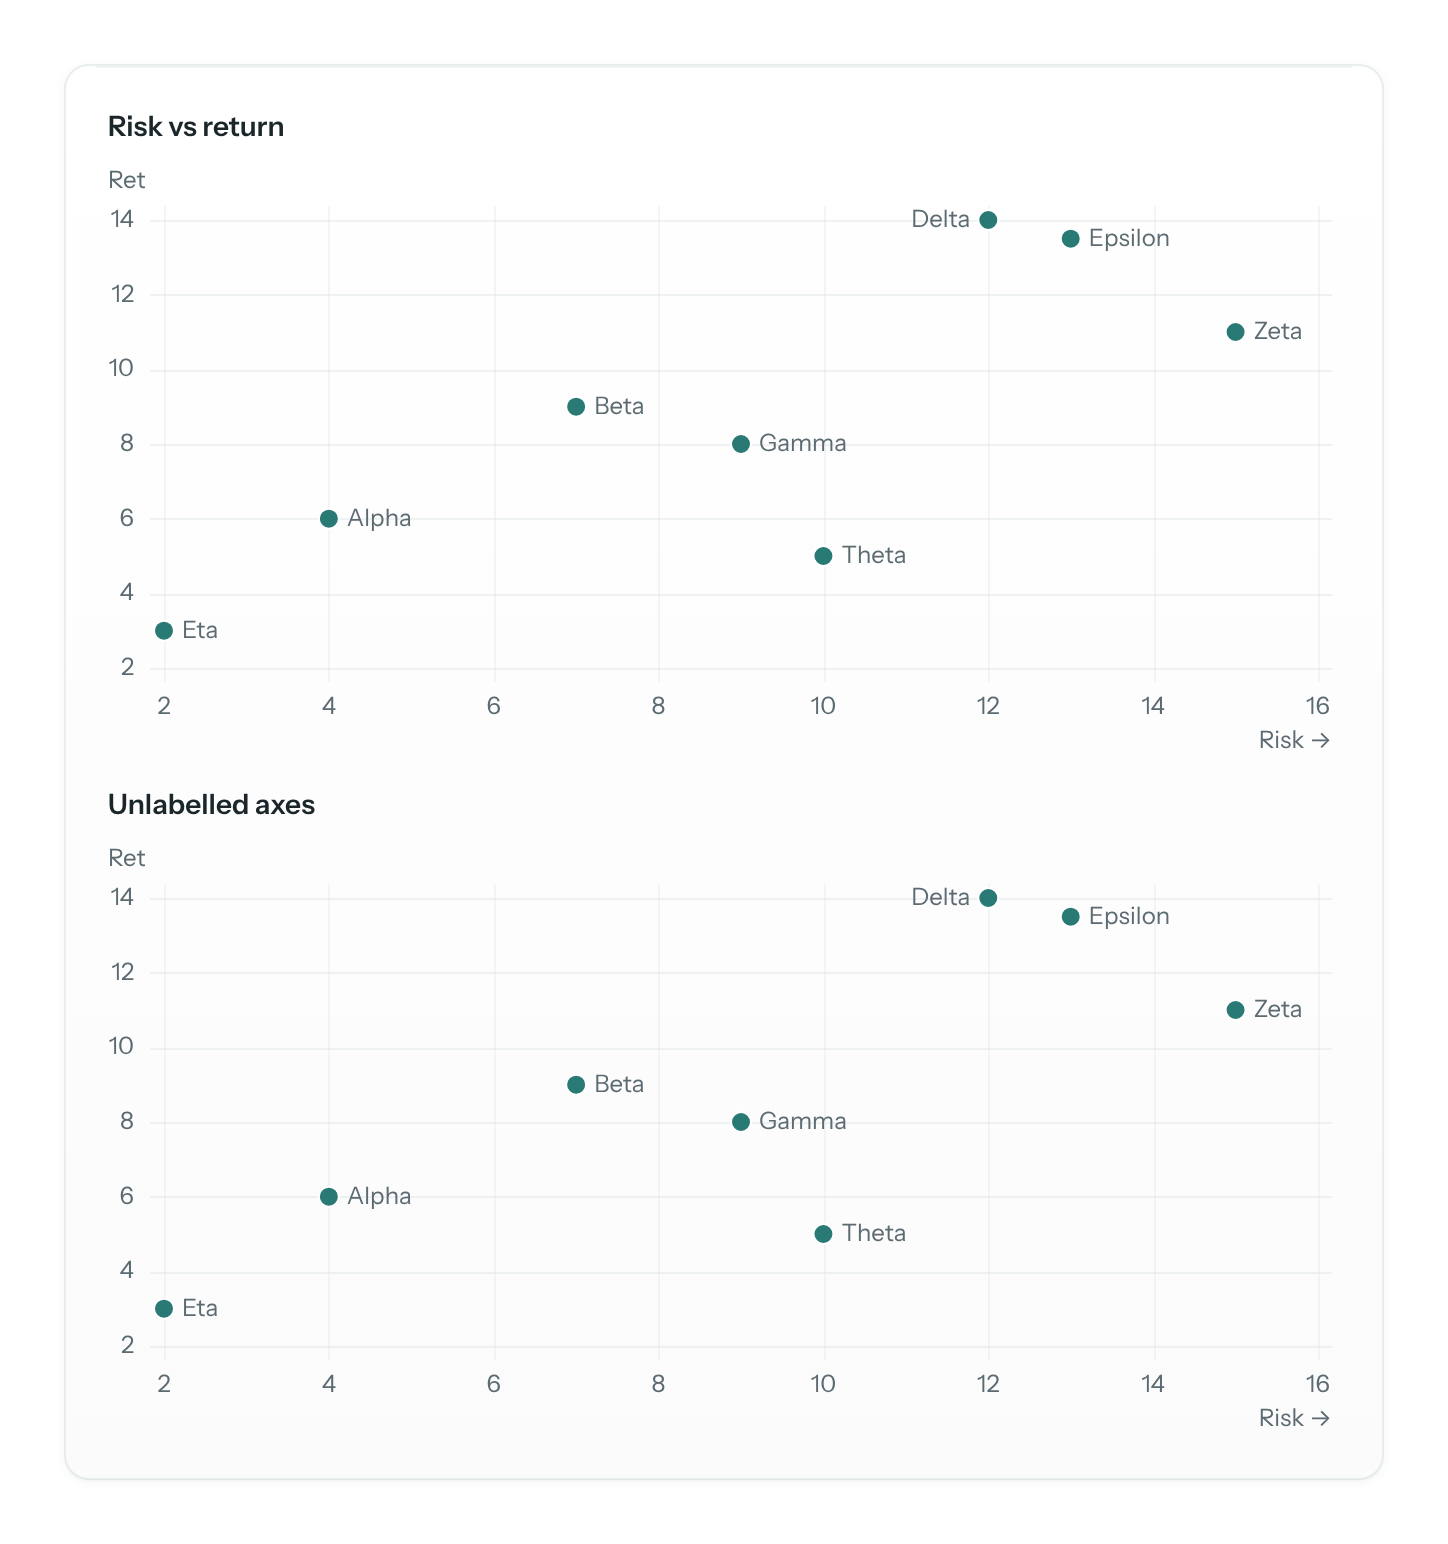 Risk vs return
Ret
14
Delta
Epsilon
12
Zeta
10
Beta
8
Gamma
6
Alpha
Theta
4
Eta
2
2 4 6 8 10 12 14 16
Risk →
Unlabelled axes
Ret
14
Delta
Epsilon
12
Zeta
10
Beta
8
Gamma
6
Alpha
Theta
4
Eta
2
2 4 6 8 10 12 14 16
Risk →